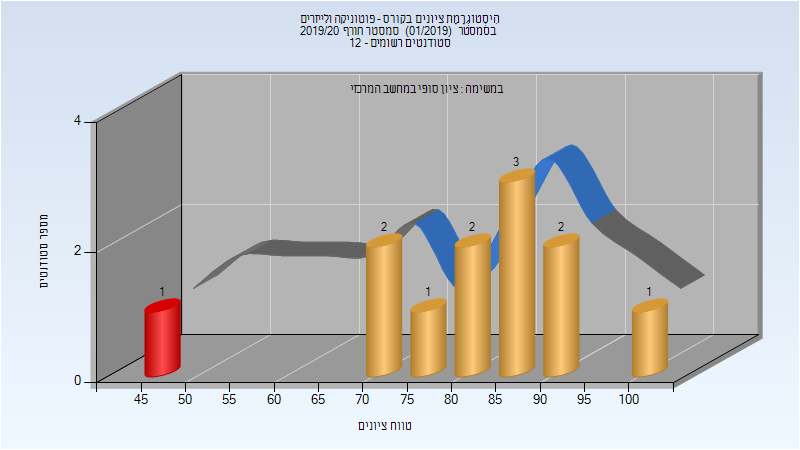 היסטוגרמת ציונים בקורס - פוטוניקה ולייזרים
בסמסטר (01/2019) סמסטר חורף 2019/20
סטודנטים רשומים - 12
במשימה : ציון סופי במחשב המרכזי
4
2
0
מספר סטודנטים
1
2
1
2
3
2
1
45 50 55 60 65 70 75 80 85 90 95 100
טווח ציונים